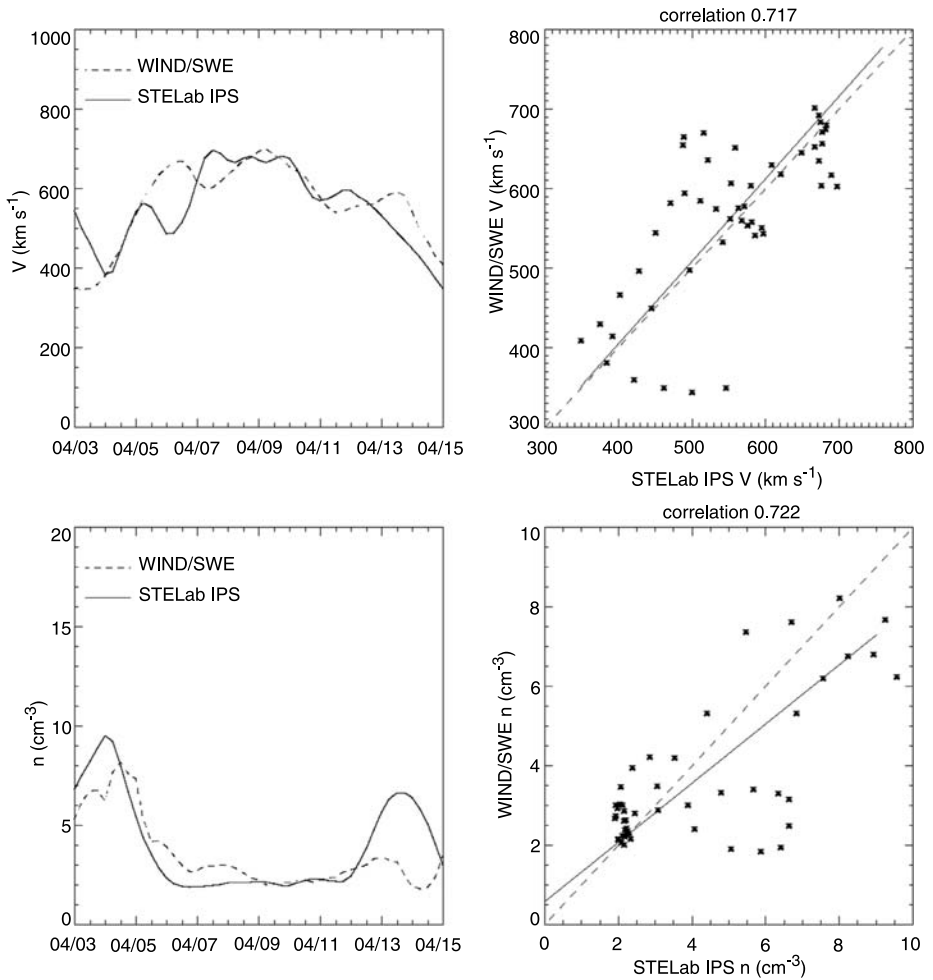 1000
800
600
400
200
0
V (km s⁻¹)
WIND/SWE
STELab IPS
04/03 04/05 04/07 04/09 04/11 04/13 04/15
correlation 0.717
800
700
600
500
400
300
WIND/SWE V (km s⁻¹)
300 400 500 600 700 800
STELab IPS V (km s⁻¹)
20
15
10
5
0
n (cm⁻³)
WIND/SWE
STELab IPS
04/03 04/05 04/07 04/09 04/11 04/13 04/15
correlation 0.722
10
8
6
4
2
0
WIND/SWE n (cm⁻³)
0 2 4 6 8 10
STELab IPS n (cm⁻³)